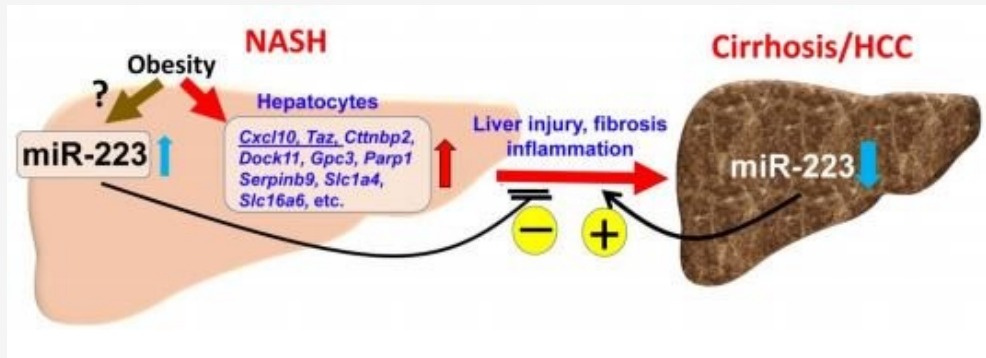 NASH
Cirrhosis/HCC
Obesity
?
Hepatocytes
miR-223
Cxcl10, Taz, Cttnbp2,
Dock11, Gpc3, Parp1
Serpinb9, Slc1a4,
Slc16a6, etc.
Liver injury, fibrosis
inflammation
miR-223
− +